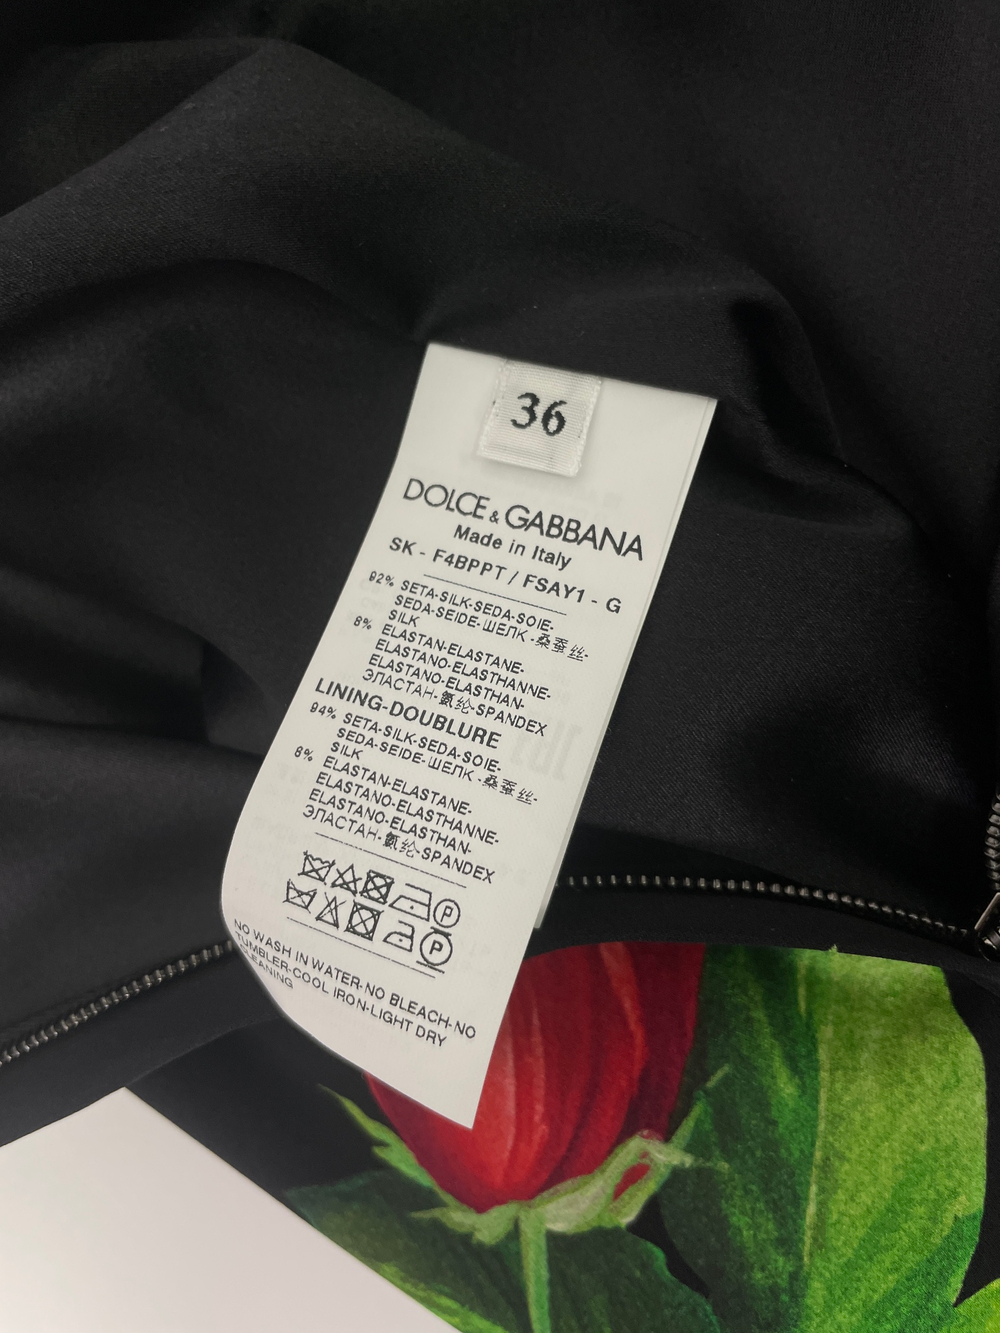 36
DOLCE & GABBANA
Made in Italy
SK - F4BPPT / FSAY1 - G
92% SETA-SILK-SEDA-SOIE-
SEDA-SEIDE-ШЕЛК-桑蚕丝-
SILK
8% ELASTAN-ELASTANE-
ELASTANO-ELASTHANNE-
ELASTANO-ELASTHAN-
ЭЛАСТАН-氨纶-SPANDEX
LINING-DOUBLURE
94% SETA-SILK-SEDA-SOIE-
SEDA-SEIDE-ШЕЛК-桑蚕丝-
SILK
6% ELASTAN-ELASTANE-
ELASTANO-ELASTHANNE-
ELASTANO-ELASTHAN-
ЭЛАСТАН-氨纶-SPANDEX
P
P
NO WASH IN WATER-NO BLEACH-NO
TUMBLER-COOL IRON-LIGHT DRY
CLEANING